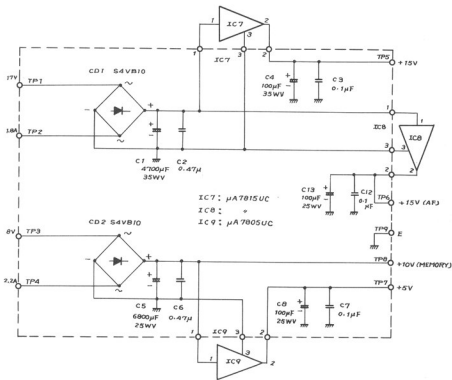 IC7
1
2
3
1
IC7
3
2
CD1 S4VB10
17V
TP1
~
+
-
1.8A
TP2
~
C1
4700µF
35WV
C2
0.47µ
C4
100µF
35WV
C3
0.1µF
TP5
+15V
1
1
IC8
IC8
3
3
2
2
C13
100µF
25WV
C12
0.1
µF
TP6
+15V (AF)
IC7 : µA7815UC
IC8 : 〃
IC9 : µA7805UC
TP9
E
CD2 S4VB10
8V
TP3
~
+
-
TP8
+10V (MEMORY)
TP4
~
C5
6800µF
25WV
C6
0.47µ
TP7
+5V
C8
100µF
25WV
C7
0.1µF
1
IC9
3
2
1
3
2
IC9